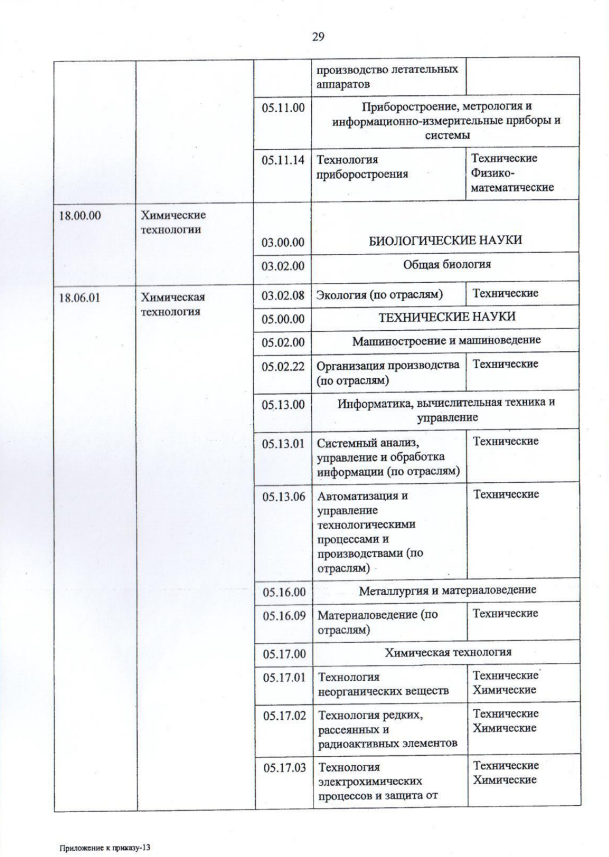 29
производство летательных
аппаратов
05.11.00 Приборостроение, метрология и
информационно-измерительные приборы и
системы
05.11.14 Технология Технические
приборостроения Физико-
математические
18.00.00 Химические
технологии
03.00.00 БИОЛОГИЧЕСКИЕ НАУКИ
03.02.00 Общая биология
18.06.01 Химическая 03.02.08 Экология (по отраслям) Технические
технология
05.00.00 ТЕХНИЧЕСКИЕ НАУКИ
05.02.00 Машиностроение и машиноведение
05.02.22 Организация производства Технические
(по отраслям)
05.13.00 Информатика, вычислительная техника и
управление
05.13.01 Системный анализ, Технические
управление и обработка
информации (по отраслям)
05.13.06 Автоматизация и Технические
управление
технологическими
процессами и
производствами (по
отраслям)
05.16.00 Металлургия и материаловедение
05.16.09 Материаловедение (по Технические
отраслям)
05.17.00 Химическая технология
05.17.01 Технология Технические
неорганических веществ Химические
05.17.02 Технология редких, Технические
рассеянных и Химические
радиоактивных элементов
05.17.03 Технология Технические
электрохимических Химические
процессов и защита от
Приложение к приказу-13